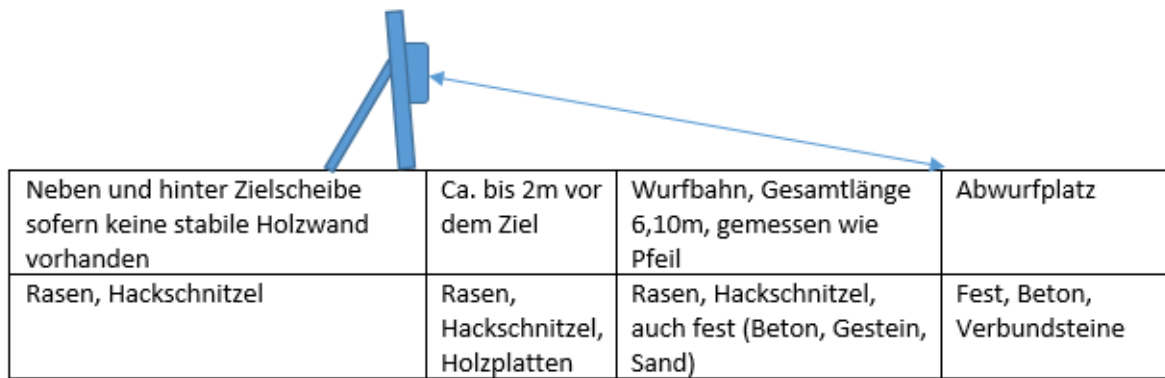 Neben und hinter Zielscheibe
sofern keine stabile Holzwand
vorhanden
Ca. bis 2m vor
dem Ziel
Wurfbahn, Gesamtlänge
6,10m, gemessen wie
Pfeil
Abwurfplatz
Rasen, Hackschnitzel
Rasen,
Hackschnitzel,
Holzplatten
Rasen, Hackschnitzel,
auch fest (Beton, Gestein,
Sand)
Fest, Beton,
Verbundsteine